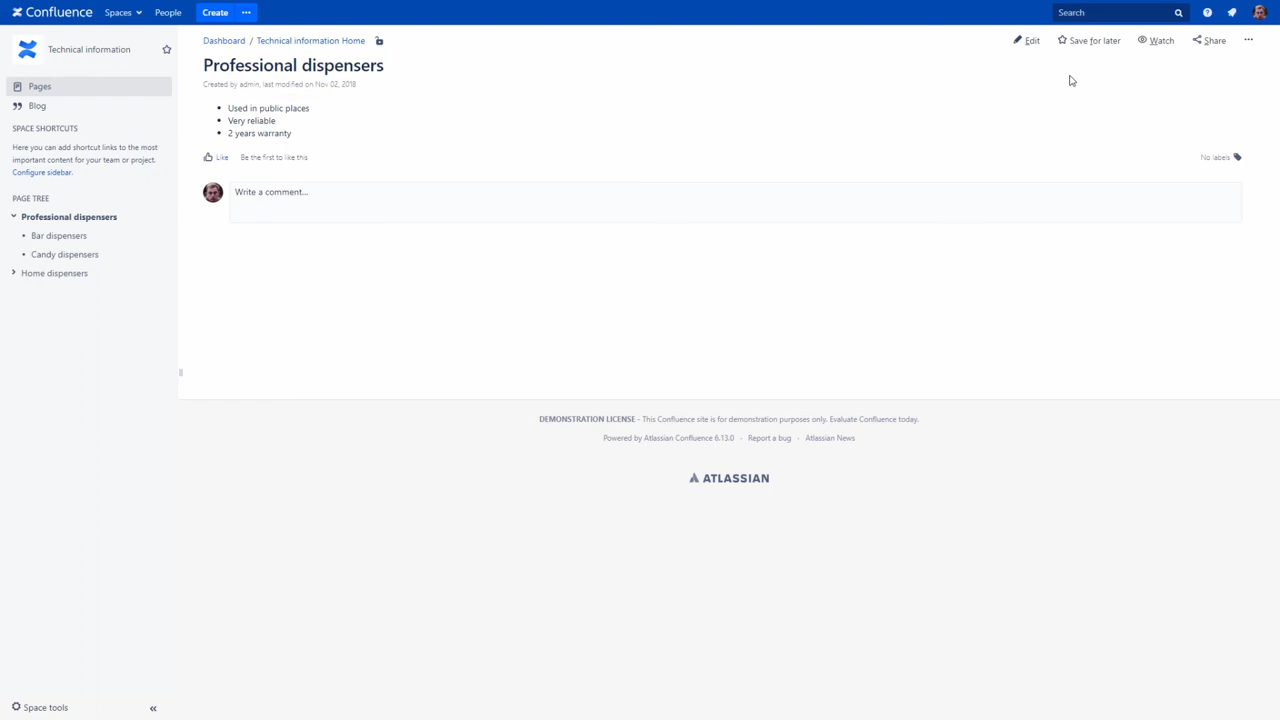 Confluence Spaces People Create ··· Search
Technical information
Dashboard / Technical information Home
Edit Save for later Watch Share ···
Professional dispensers
Created by admin, last modified on Nov 02, 2018
Pages
Blog
SPACE SHORTCUTS
Here you can add shortcut links to the most
important content for your team or project.
Configure sidebar.
PAGE TREE
Professional dispensers
• Bar dispensers
• Candy dispensers
Home dispensers
• Used in public places
• Very reliable
• 2 years warranty
Like Be the first to like this No labels
Write a comment...
DEMONSTRATION LICENSE - This Confluence site is for demonstration purposes only. Evaluate Confluence today.
Powered by Atlassian Confluence 6.13.0 · Report a bug · Atlassian News
ATLASSIAN
Space tools «